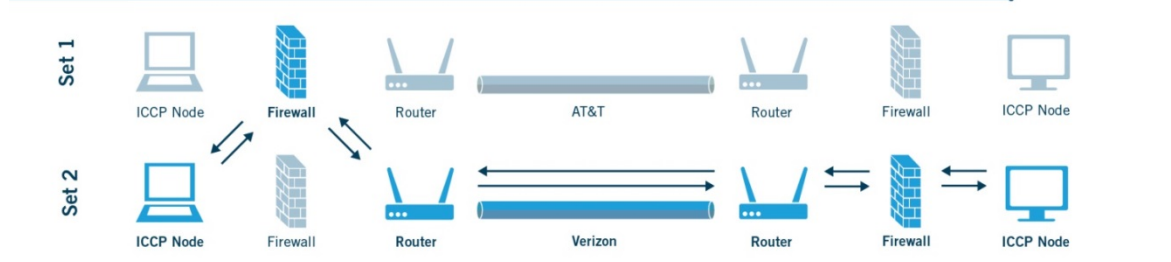 Set 1
ICCP Node
Firewall
Router
AT&T
Router
Firewall
ICCP Node
Set 2
ICCP Node
Firewall
Router
Verizon
Router
Firewall
ICCP Node